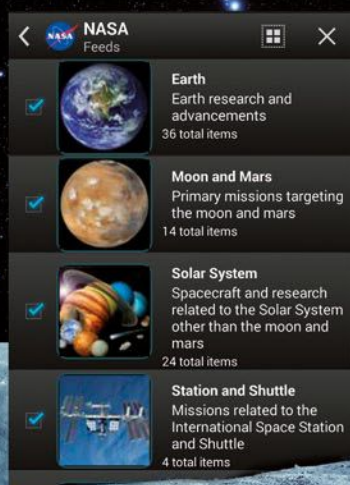 NASA
NASA
Feeds
Earth
Earth research and
advancements
36 total items
Moon and Mars
Primary missions targeting
the moon and mars
14 total items
Solar System
Spacecraft and research
related to the Solar System
other than the moon and
mars
24 total items
Station and Shuttle
Missions related to the
International Space Station
and Shuttle
4 total items